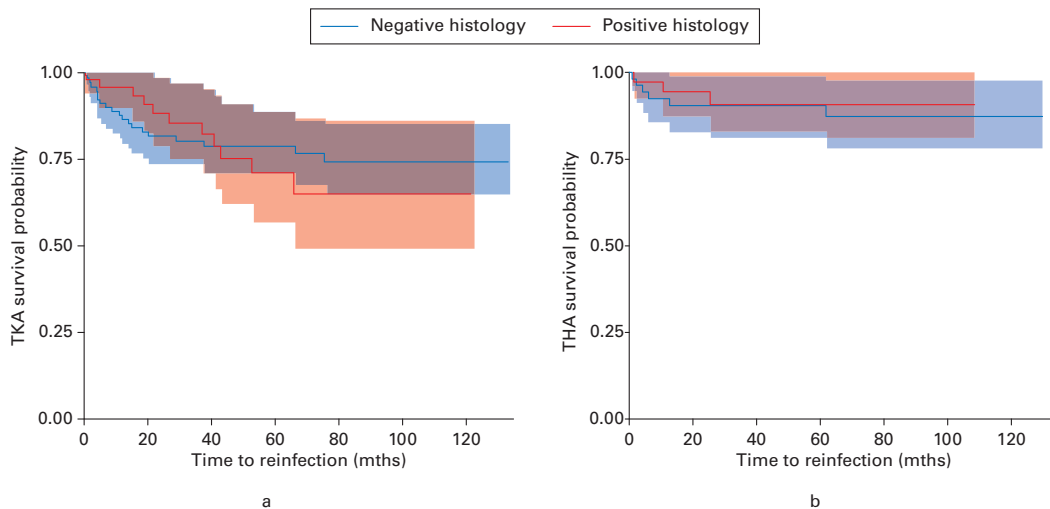 Negative histology Positive histology
TKA survival probability
1.00
0.75
0.50
0.25
0.00
0 20 40 60 80 100 120
Time to reinfection (mths)
a
THA survival probability
1.00
0.75
0.50
0.25
0.00
0 20 40 60 80 100 120
Time to reinfection (mths)
b